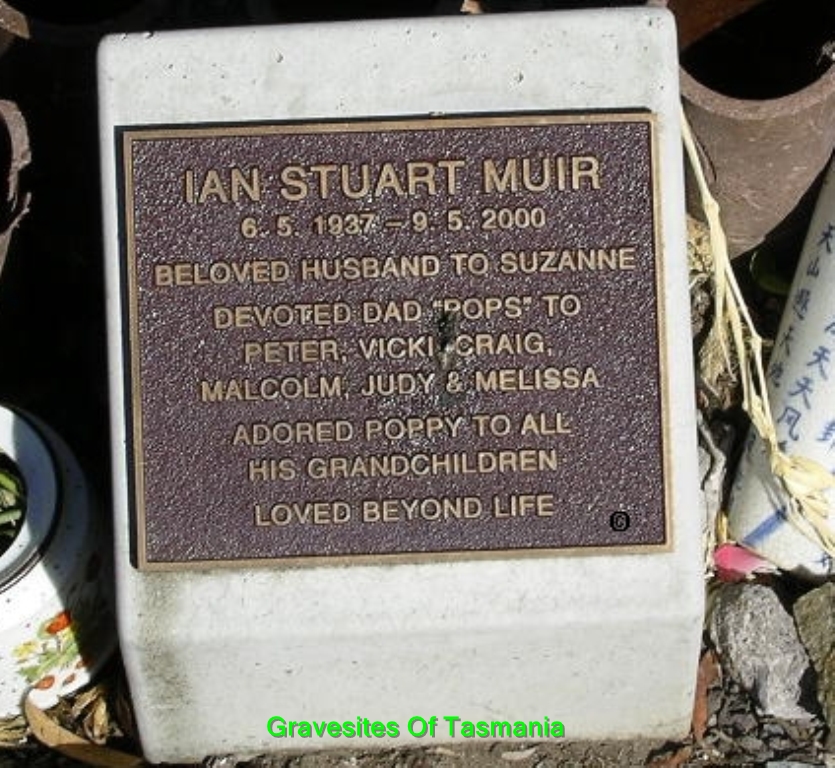 IAN STUART MUIR
6. 5. 1937 – 9. 5. 2000
BELOVED HUSBAND TO SUZANNE
DEVOTED DAD "POPS" TO
PETER, VICKI, CRAIG,
MALCOLM, JUDY & MELISSA
ADORED POPPY TO ALL
HIS GRANDCHILDREN
LOVED BEYOND LIFE
Gravesites Of Tasmania